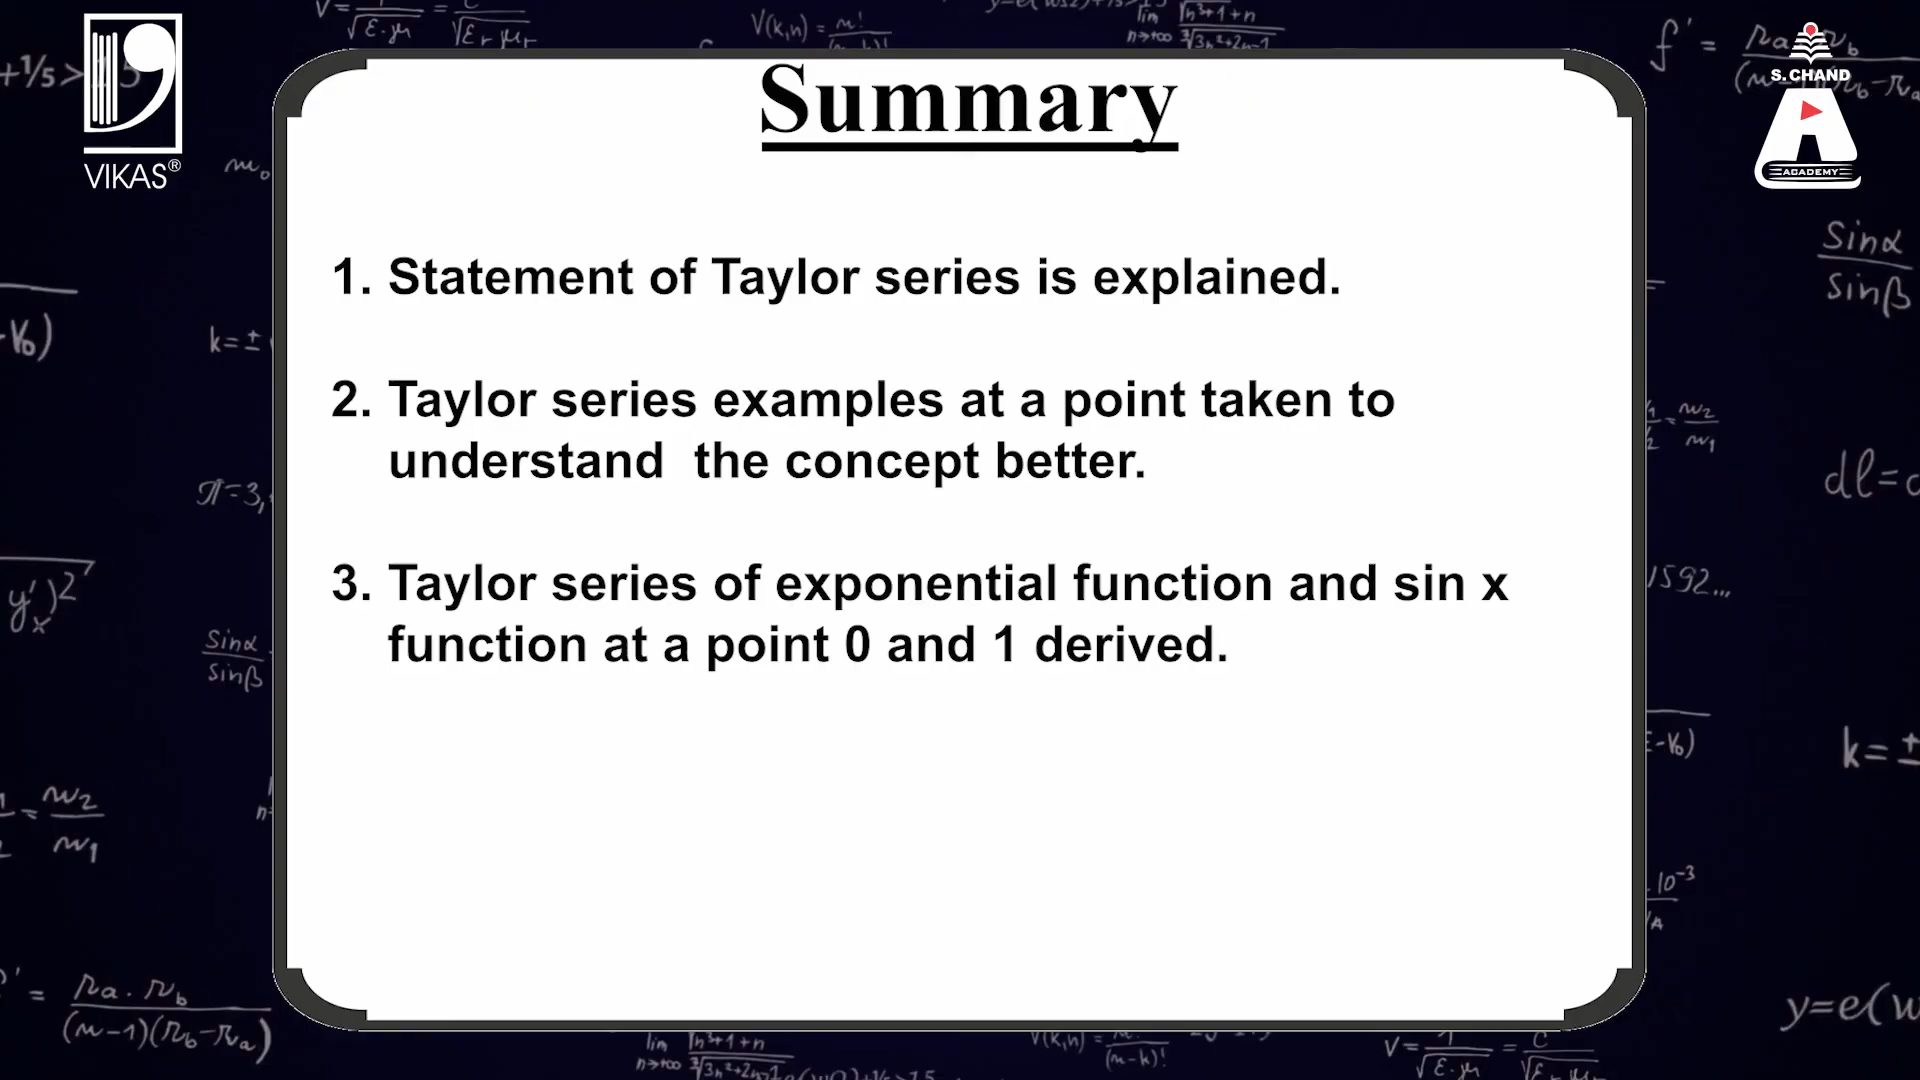 VIKAS®
S. CHAND
ACADEMY
Summary
1. Statement of Taylor series is explained.
2. Taylor series examples at a point taken to
understand the concept better.
3. Taylor series of exponential function and sin x
function at a point 0 and 1 derived.